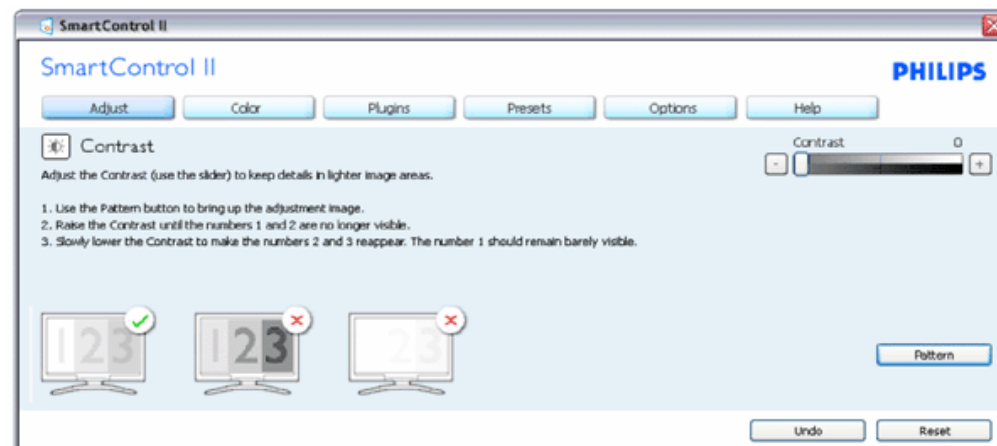 SmartControl II
SmartControl II
PHILIPS
Adjust Color Plugins Presets Options Help
Contrast
Contrast 0
- +
Adjust the Contrast (use the slider) to keep details in lighter image areas.
1. Use the Pattern button to bring up the adjustment image.
2. Raise the Contrast until the numbers 1 and 2 are no longer visible.
3. Slowly lower the Contrast to make the numbers 2 and 3 reappear. The number 1 should remain barely visible.
123 123 23
Pattern
Undo Reset